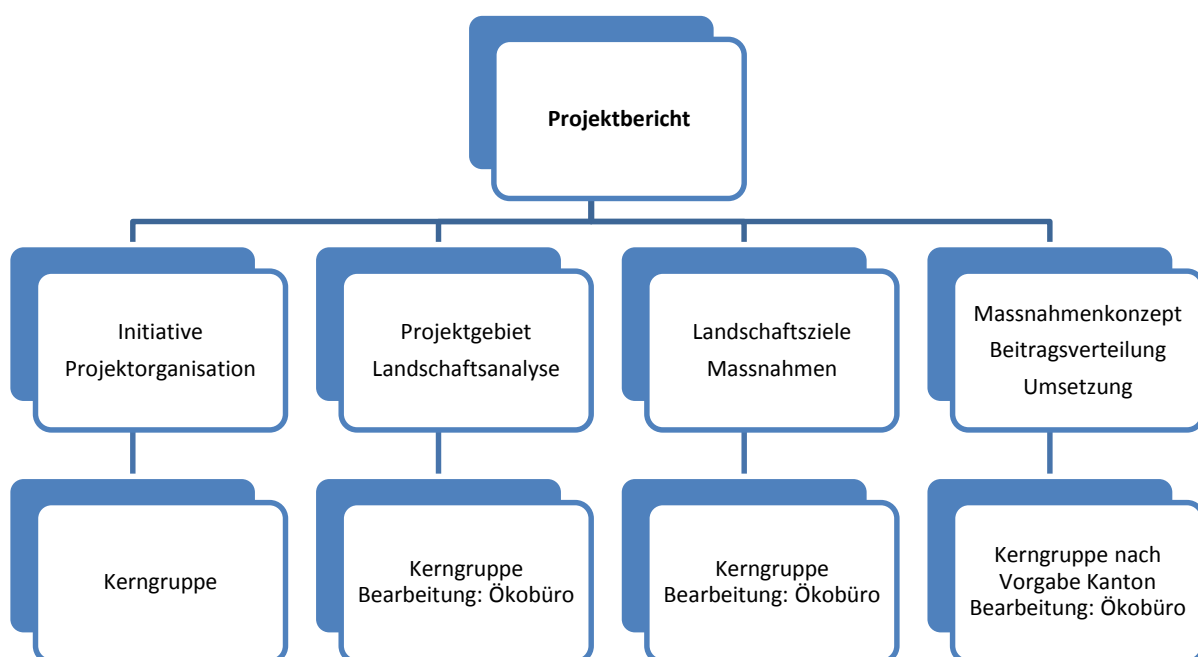 Projektbericht
Initiative
Projektorganisation
Projektgebiet
Landschaftsanalyse
Landschaftsziele
Massnahmen
Massnahmenkonzept
Beitragsverteilung
Umsetzung
Kerngruppe
Kerngruppe
Bearbeitung: Ökobüro
Kerngruppe
Bearbeitung: Ökobüro
Kerngruppe nach
Vorgabe Kanton
Bearbeitung: Ökobüro